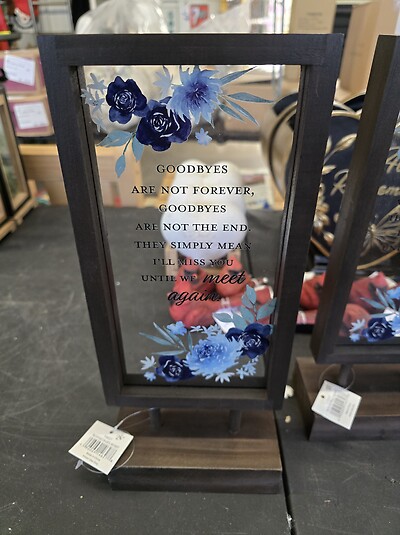 GOODBYES
ARE NOT FOREVER,
GOODBYES
ARE NOT THE END.
THEY SIMPLY MEAN
I'LL MISS YOU
UNTIL WE meet
again.